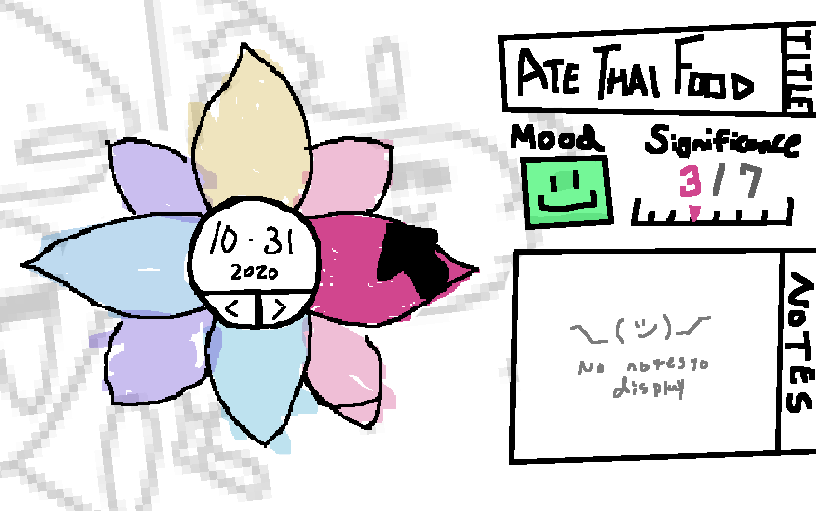 10 · 31
2020
< >
ATE THAI FOOD
TITLE
Mood
Significance
3/7
¯\_(ツ)_/¯
No notes to
display
NOTES